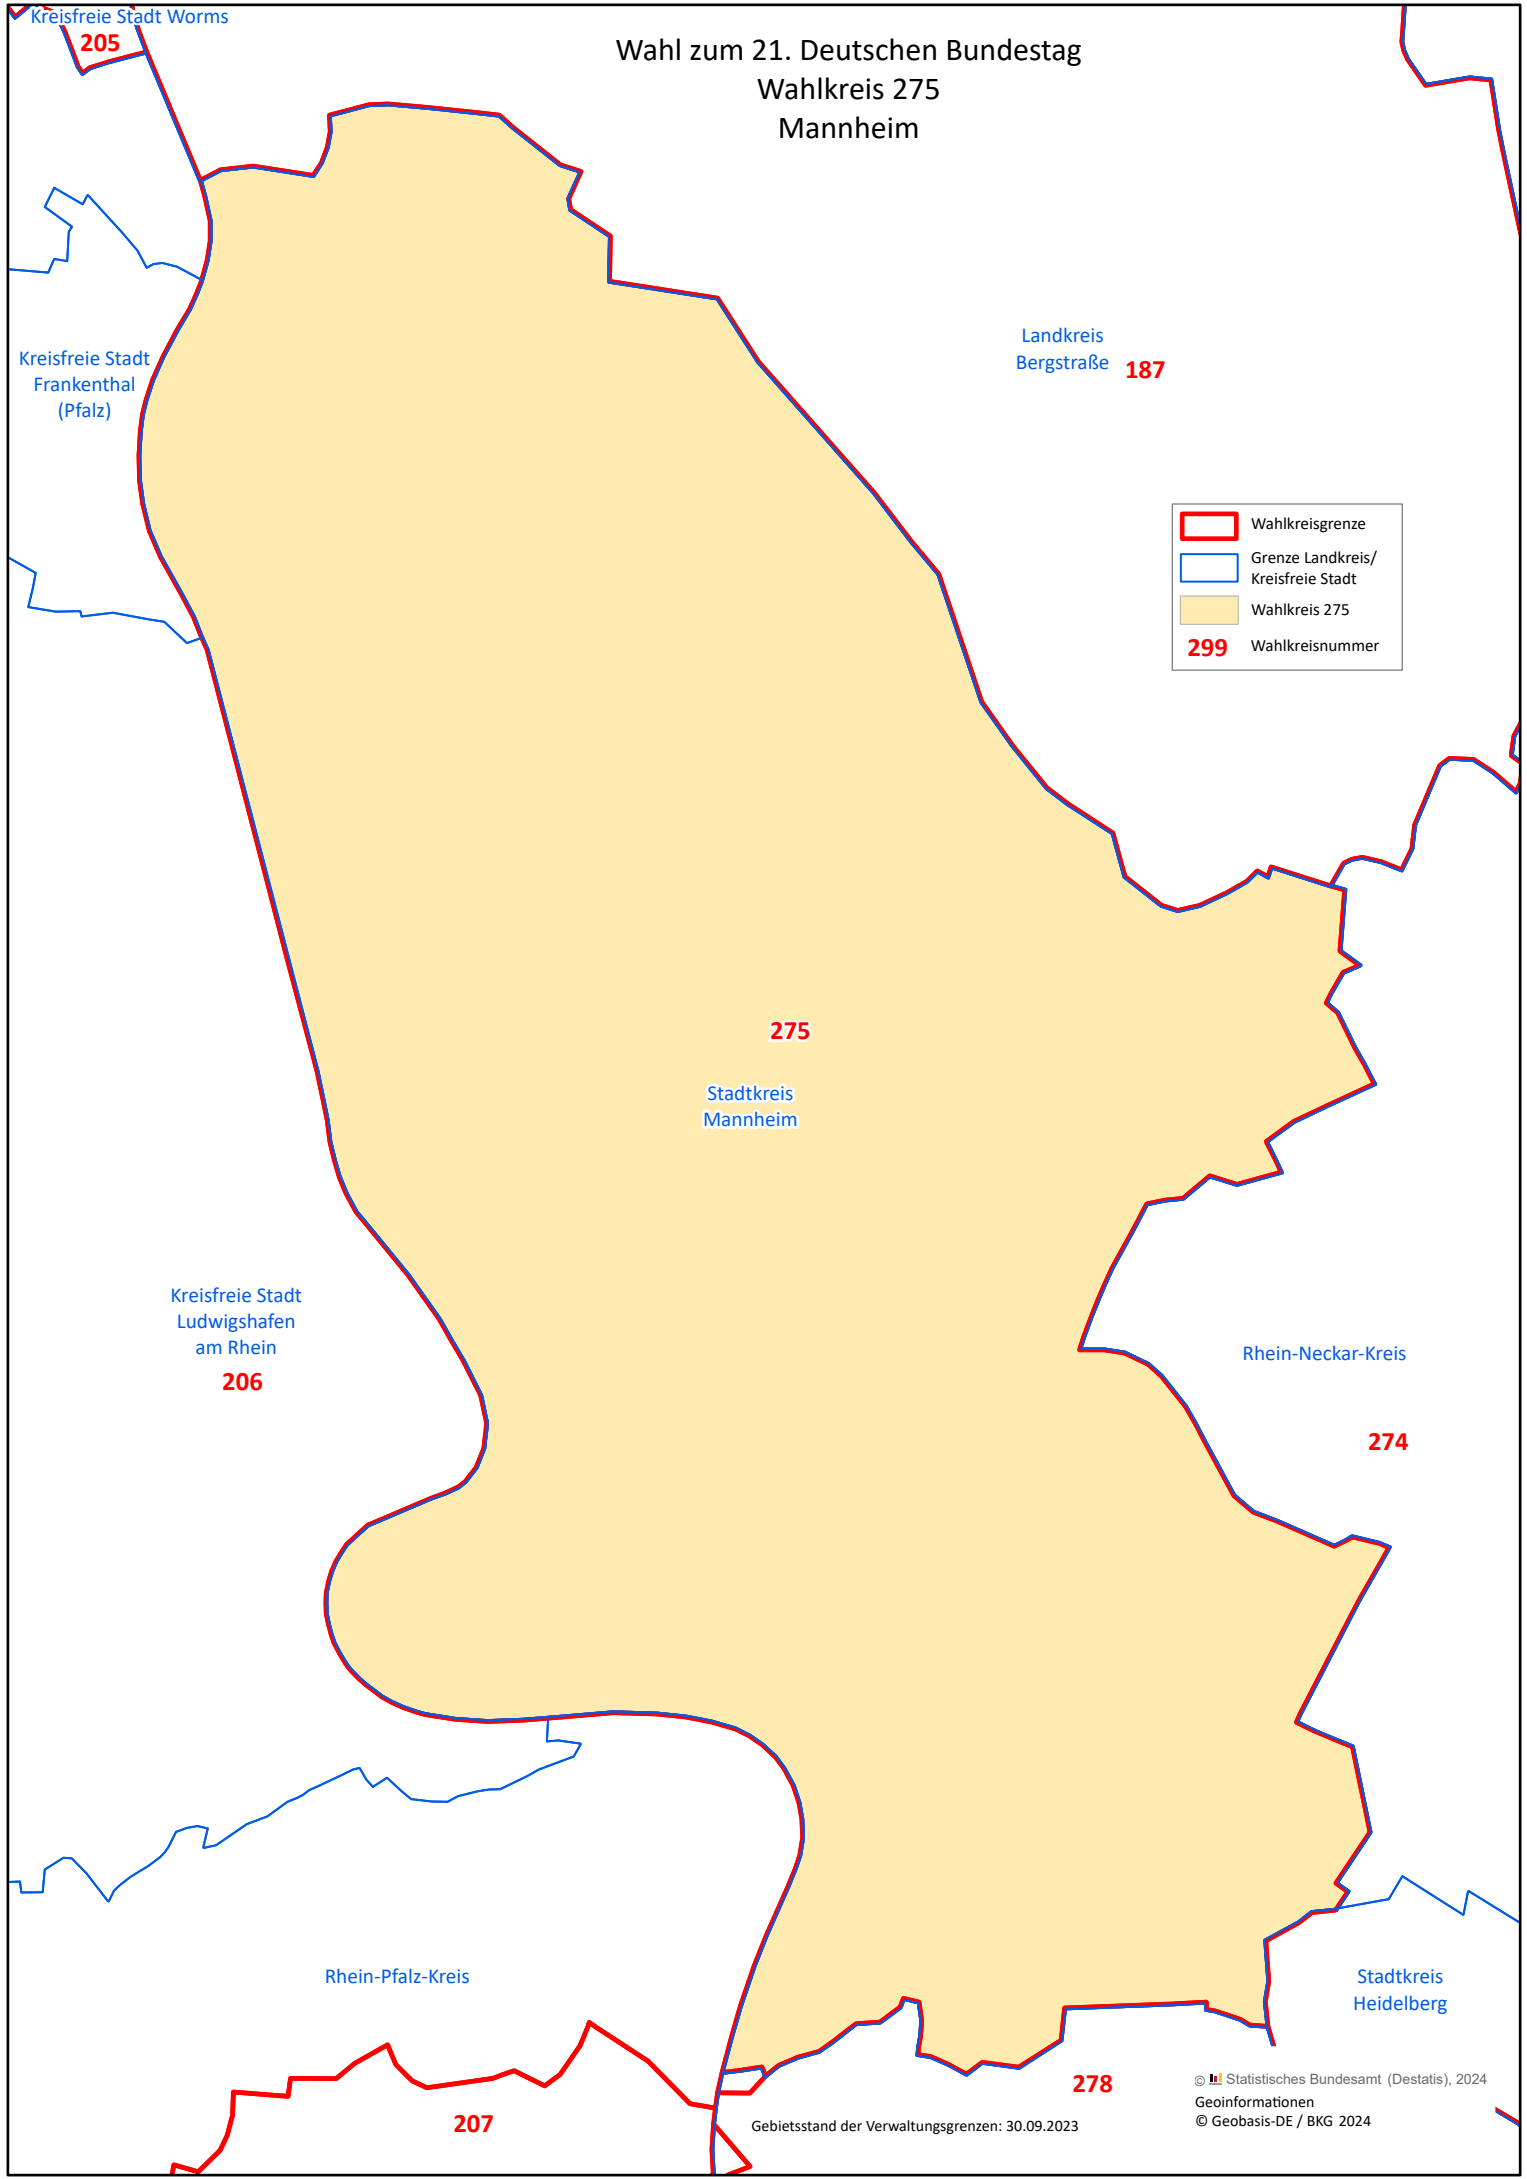 Kreisfreie Stadt Worms
205
Wahl zum 21. Deutschen Bundestag
Wahlkreis 275
Mannheim
Kreisfreie Stadt
Frankenthal
(Pfalz)
Landkreis
Bergstraße 187
Wahlkreisgrenze
Grenze Landkreis/
Kreisfreie Stadt
Wahlkreis 275
299 Wahlkreisnummer
275
Stadtkreis
Mannheim
Kreisfreie Stadt
Ludwigshafen
am Rhein
206
Rhein-Neckar-Kreis
274
Rhein-Pfalz-Kreis
Stadtkreis
Heidelberg
278
207
Gebietsstand der Verwaltungsgrenzen: 30.09.2023
© Statistisches Bundesamt (Destatis), 2024
Geoinformationen
© Geobasis-DE / BKG 2024